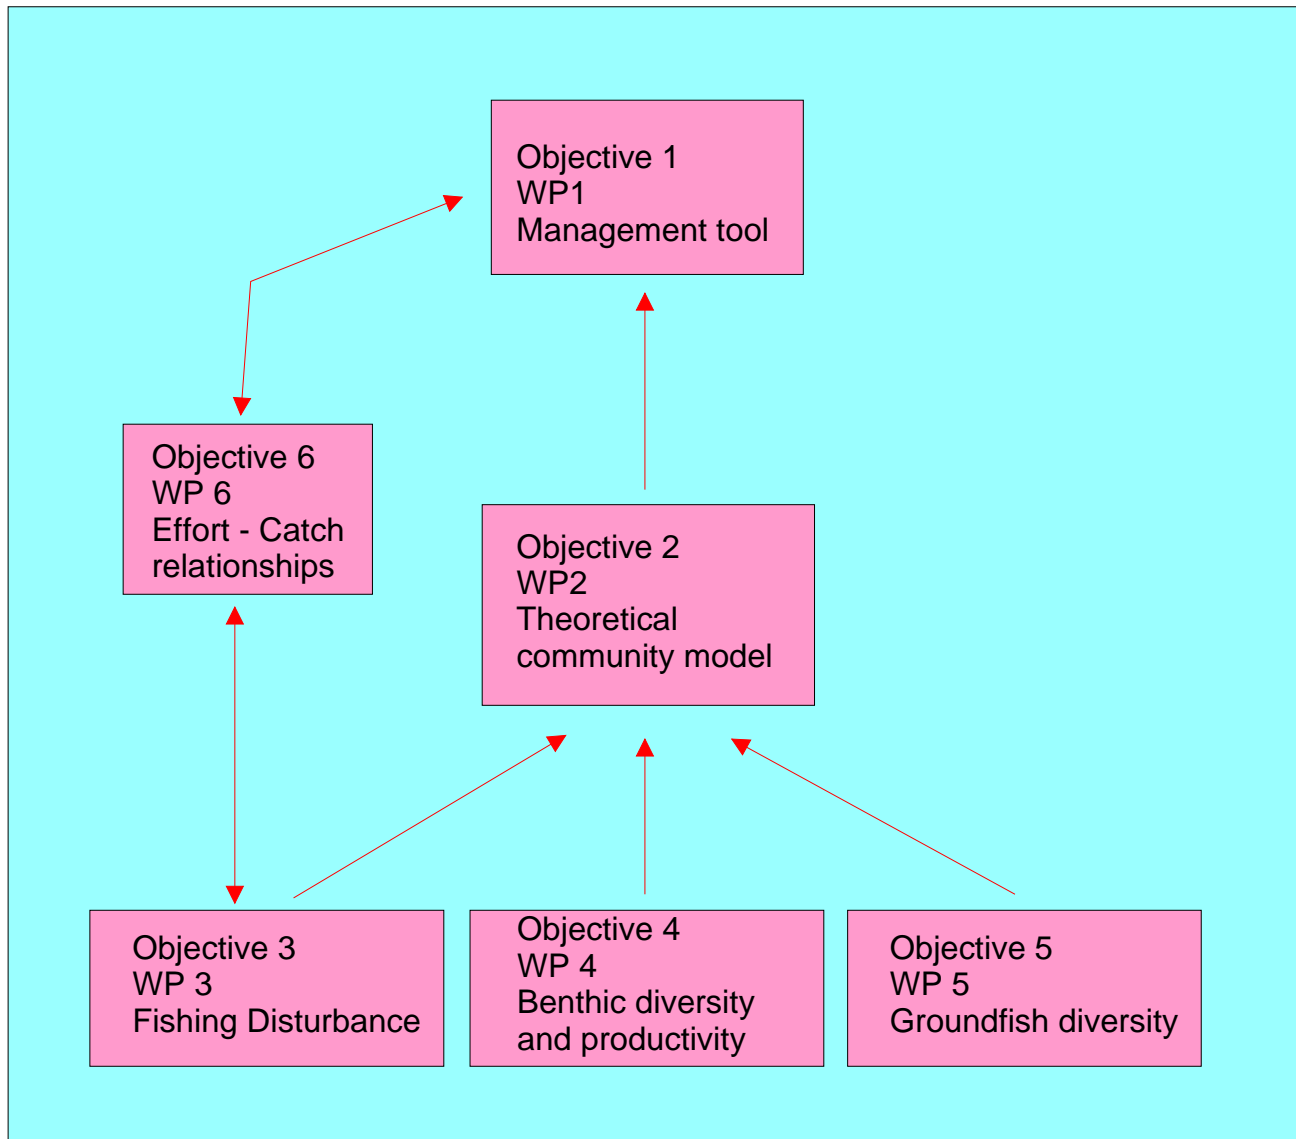 Objective 1
WP1
Management tool
Objective 6
WP 6
Effort - Catch
relationships
Objective 2
WP2
Theoretical
community model
Objective 3
WP 3
Fishing Disturbance
Objective 4
WP 4
Benthic diversity
and productivity
Objective 5
WP 5
Groundfish diversity